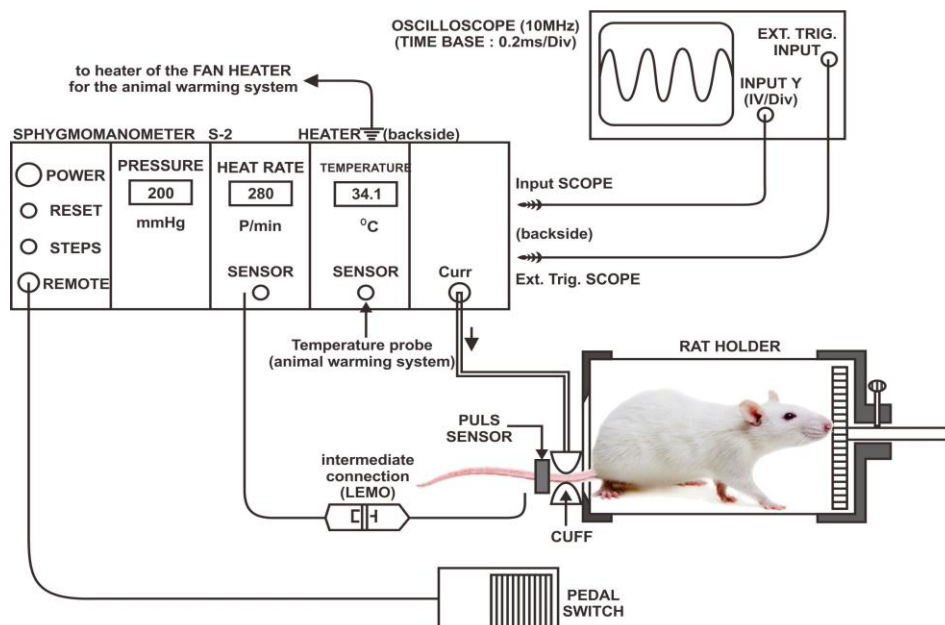 OSCILLOSCOPE (10MHz)
(TIME BASE : 0.2ms/Div)
EXT. TRIG.
INPUT
INPUT Y
(IV/Div)
to heater of the FAN HEATER
for the animal warming system
SPHYGMOMANOMETER S-2
HEATER (backside)
POWER
RESET
STEPS
REMOTE
PRESSURE
200
mmHg
HEAT RATE
280
P/min
SENSOR
TEMPERATURE
34.1
°C
SENSOR
Curr
Input SCOPE
(backside)
Ext. Trig. SCOPE
Temperature probe
(animal warming system)
RAT HOLDER
PULS
SENSOR
intermediate
connection
(LEMO)
CUFF
PEDAL
SWITCH